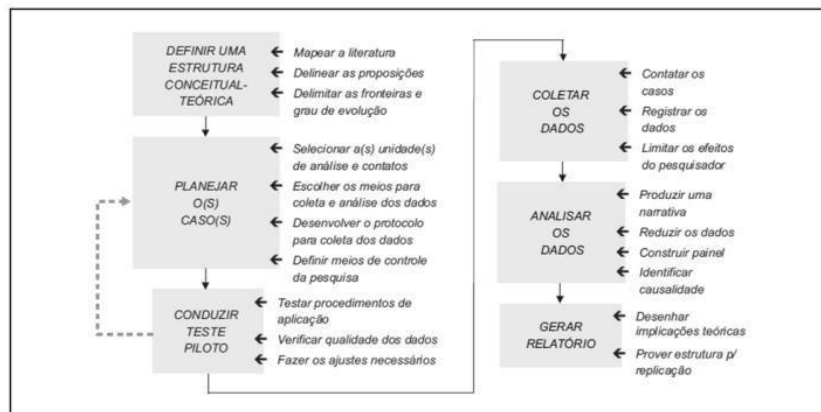 DEFINIR UMA
ESTRUTURA
CONCEITUAL-
TEÓRICA
Mapear a literatura
Delinear as proposições
Delimitar as fronteiras e
grau de evolução
PLANEJAR
O(S)
CASO(S)
Selecionar a(s) unidade(s)
de análise e contatos
Escolher os meios para
coleta e análise dos dados
Desenvolver o protocolo
para coleta dos dados
Definir meios de controle
da pesquisa
CONDUZIR
TESTE
PILOTO
Testar procedimentos de
aplicação
Verificar qualidade dos dados
Fazer os ajustes necessários
COLETAR
OS
DADOS
Contatar os
casos
Registrar os
dados
Limitar os efeitos
do pesquisador
ANALISAR
OS
DADOS
Produzir uma
narrativa
Reduzir os dados
Construir painel
Identificar
causalidade
GERAR
RELATÓRIO
Desenhar
implicações teóricas
Prover estrutura p/
replicação